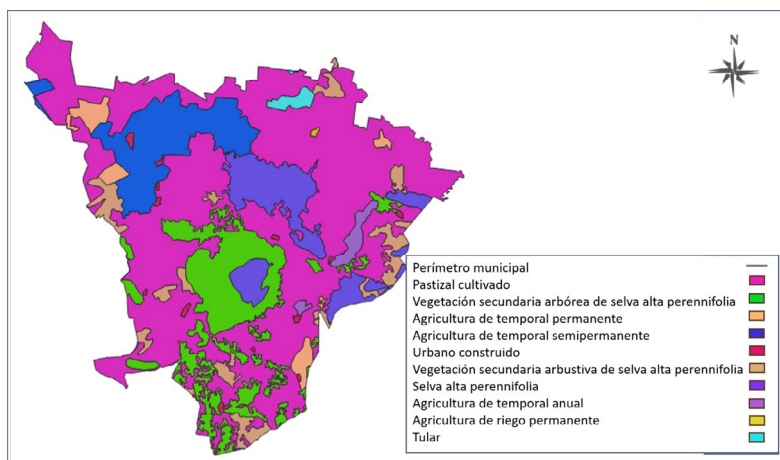 N
Perímetro municipal
Pastizal cultivado
Vegetación secundaria arbórea de selva alta perennifolia
Agricultura de temporal permanente
Agricultura de temporal semipermanente
Urbano construido
Vegetación secundaria arbustiva de selva alta perennifolia
Selva alta perennifolia
Agricultura de temporal anual
Agricultura de riego permanente
Tular